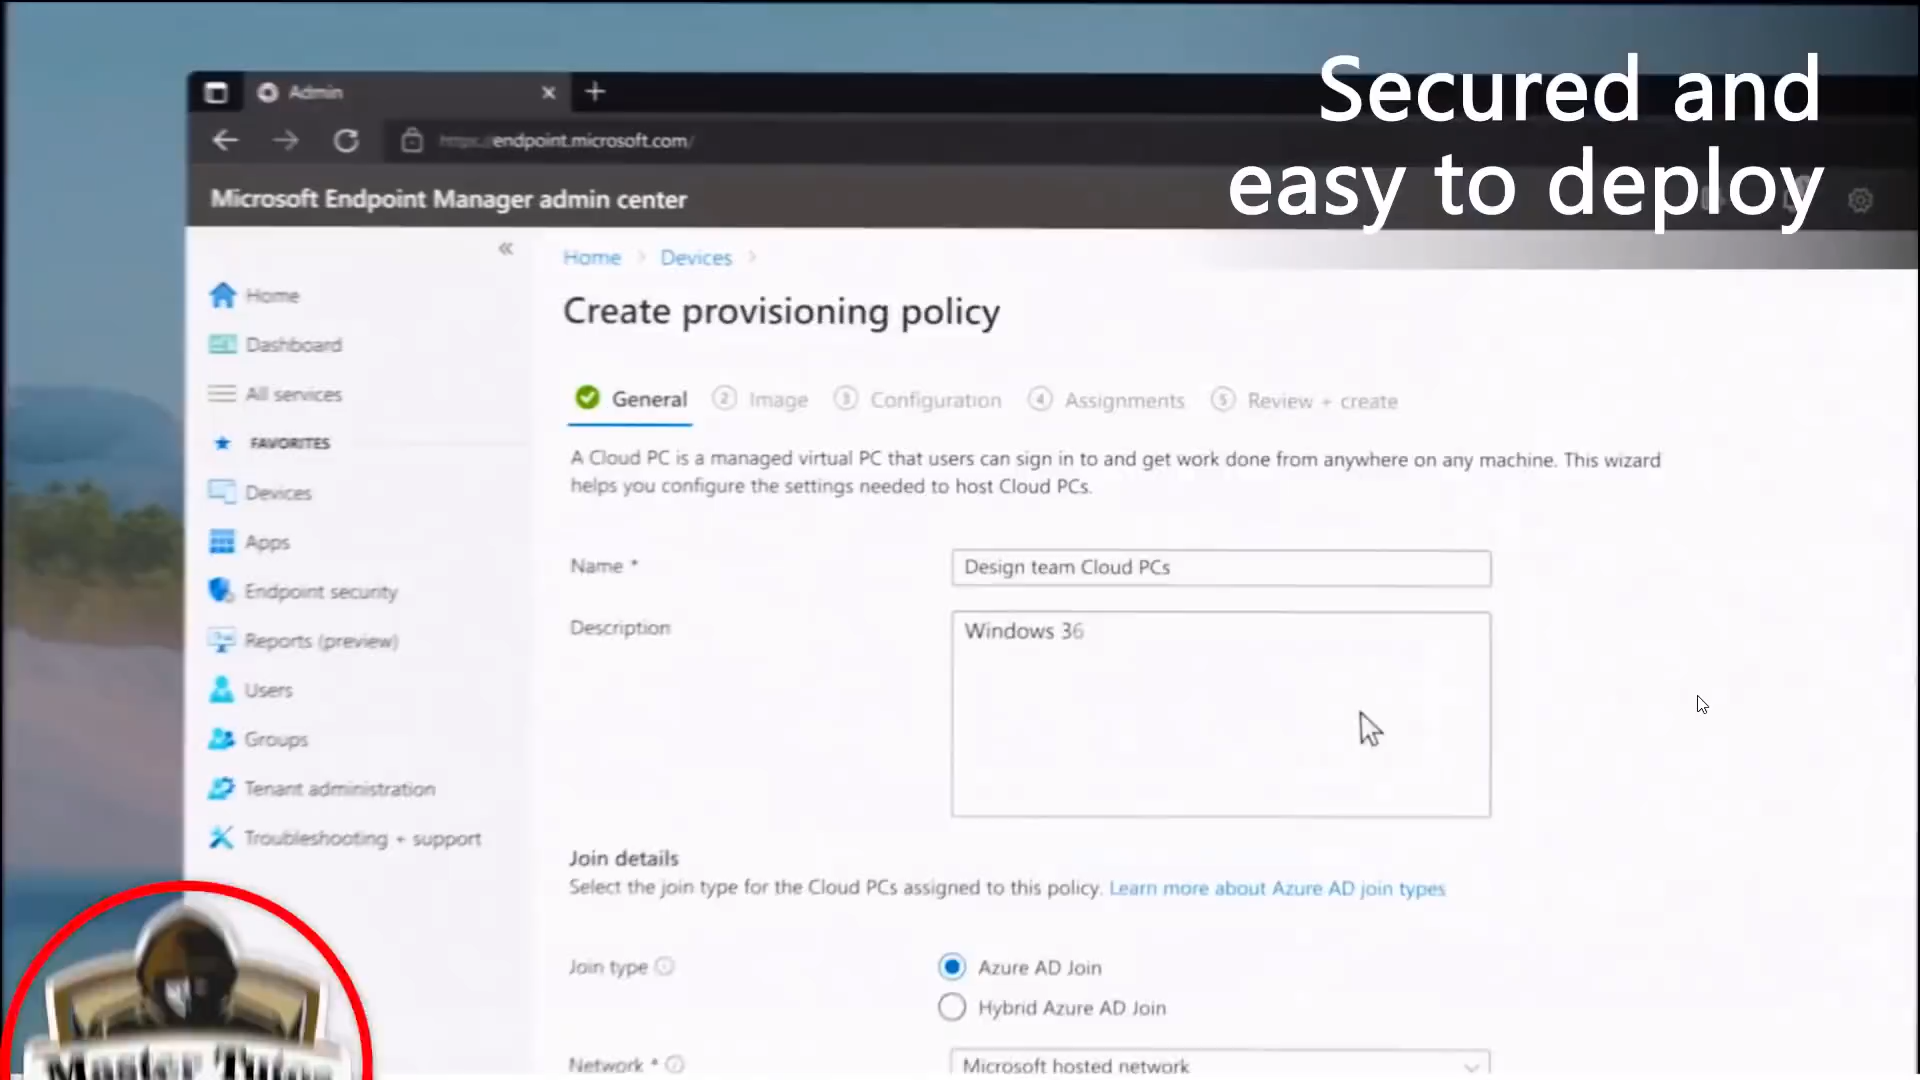 Secured and
easy to deploy
Admin
https://endpoint.microsoft.com/
Microsoft Endpoint Manager admin center
Home
Dashboard
All services
FAVORITES
Devices
Apps
Endpoint security
Reports (preview)
Users
Groups
Tenant administration
Troubleshooting + support
Home > Devices >
Create provisioning policy
General 2 Image 3 Configuration 4 Assignments 5 Review + create
A Cloud PC is a managed virtual PC that users can sign in to and get work done from anywhere on any machine. This wizard
helps you configure the settings needed to host Cloud PCs.
Name * Design team Cloud PCs
Description Windows 36
Join details
Select the join type for the Cloud PCs assigned to this policy. Learn more about Azure AD join types
Join type Azure AD Join
Hybrid Azure AD Join
Network * Microsoft hosted network